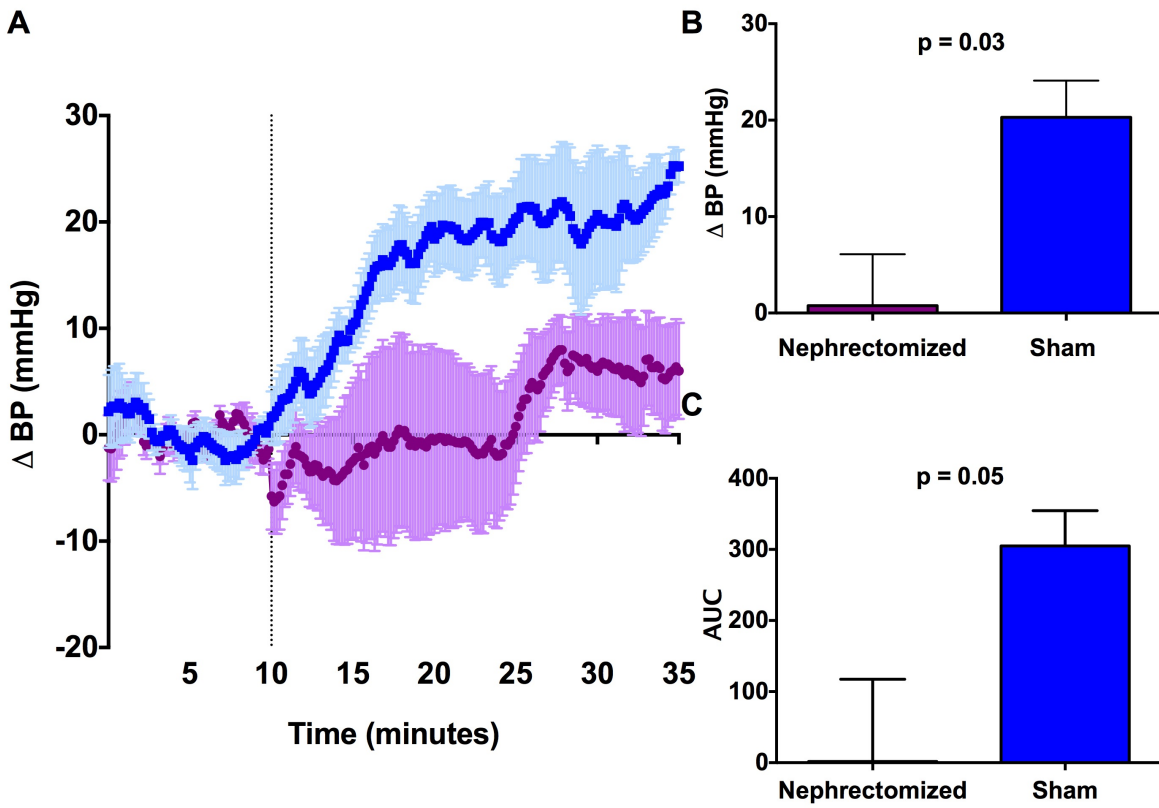 A
30
20
10
0
-10
-20
5 10 15 20 25 30 35
Δ BP (mmHg)
Time (minutes)
B
p = 0.03
30
20
10
0
Δ BP (mmHg)
Nephrectomized Sham
C
p = 0.05
400
300
200
100
0
AUC
Nephrectomized Sham